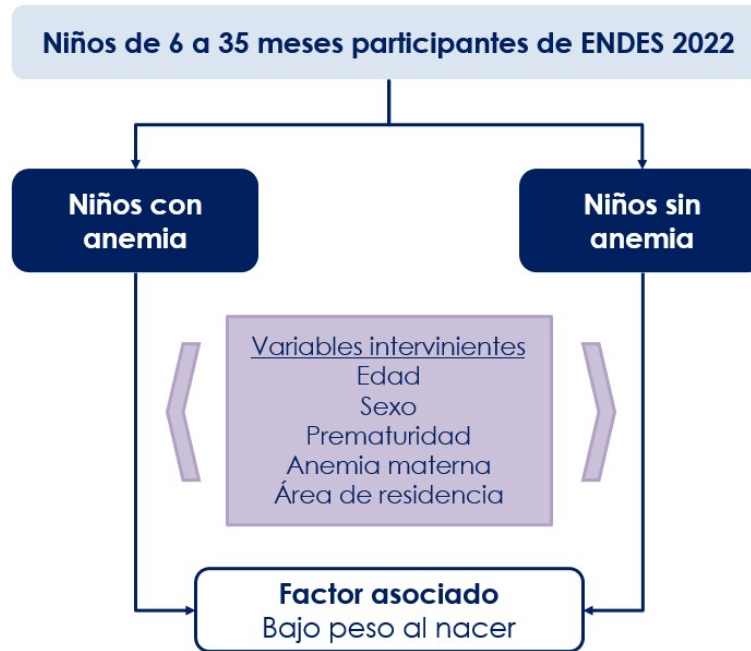 Niños de 6 a 35 meses participantes de ENDES 2022
Niños con
anemia
Niños sin
anemia
Variables intervinientes
Edad
Sexo
Prematuridad
Anemia materna
Área de residencia
Factor asociado
Bajo peso al nacer